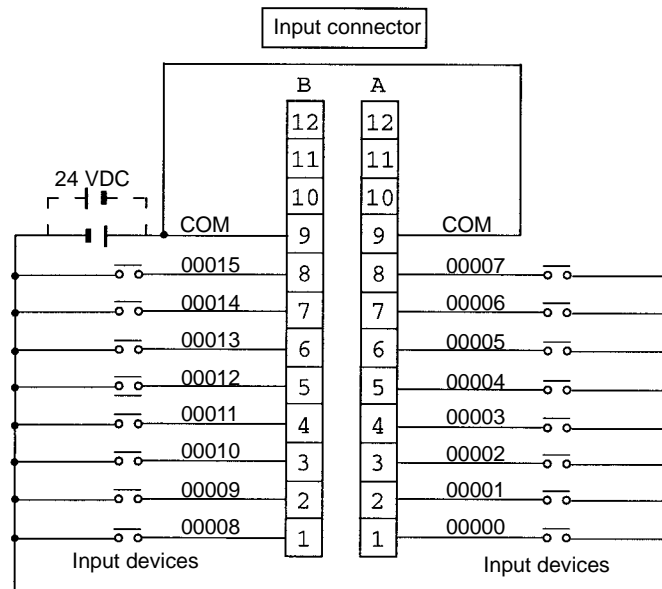 Input connector
B A
12 12
11 11
24 VDC
10 10
COM 9 9 COM
00015 8 8 00007
00014 7 7 00006
00013 6 6 00005
00012 5 5 00004
00011 4 4 00003
00010 3 3 00002
00009 2 2 00001
00008 1 1 00000
Input devices Input devices